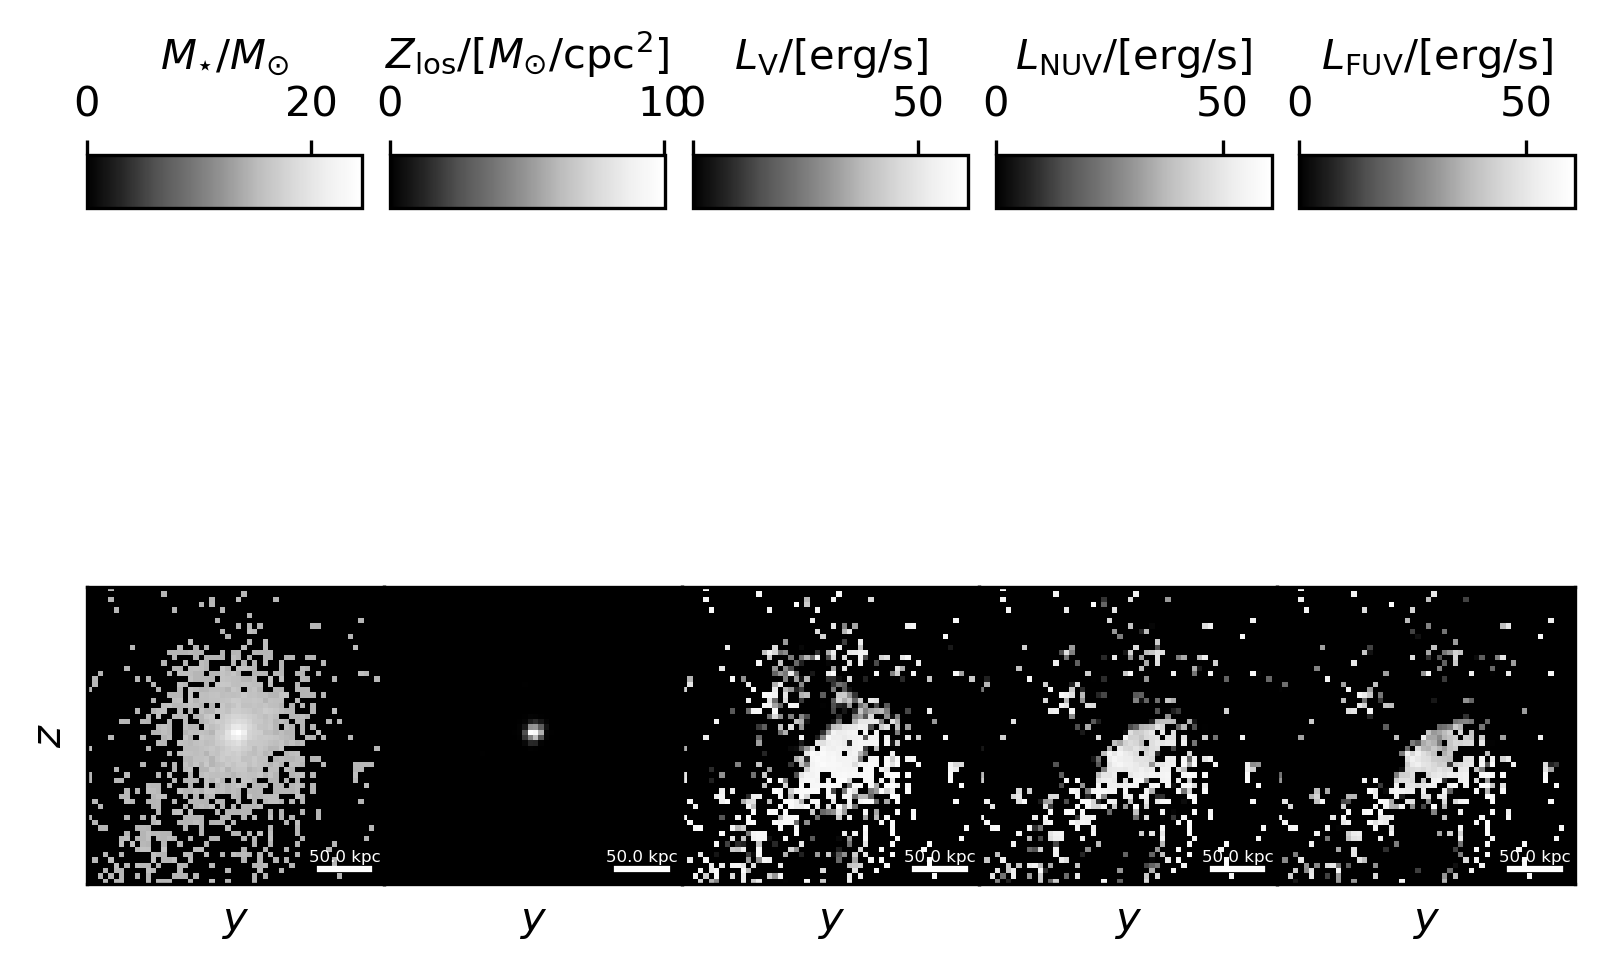 M⋆/M⊙ Z_los/[M⊙/cpc²] L_V/[erg/s] L_NUV/[erg/s] L_FUV/[erg/s]
0 20 0 10 0 50 0 50 0 50
z
50.0 kpc 50.0 kpc 50.0 kpc 50.0 kpc 50.0 kpc
y y y y y